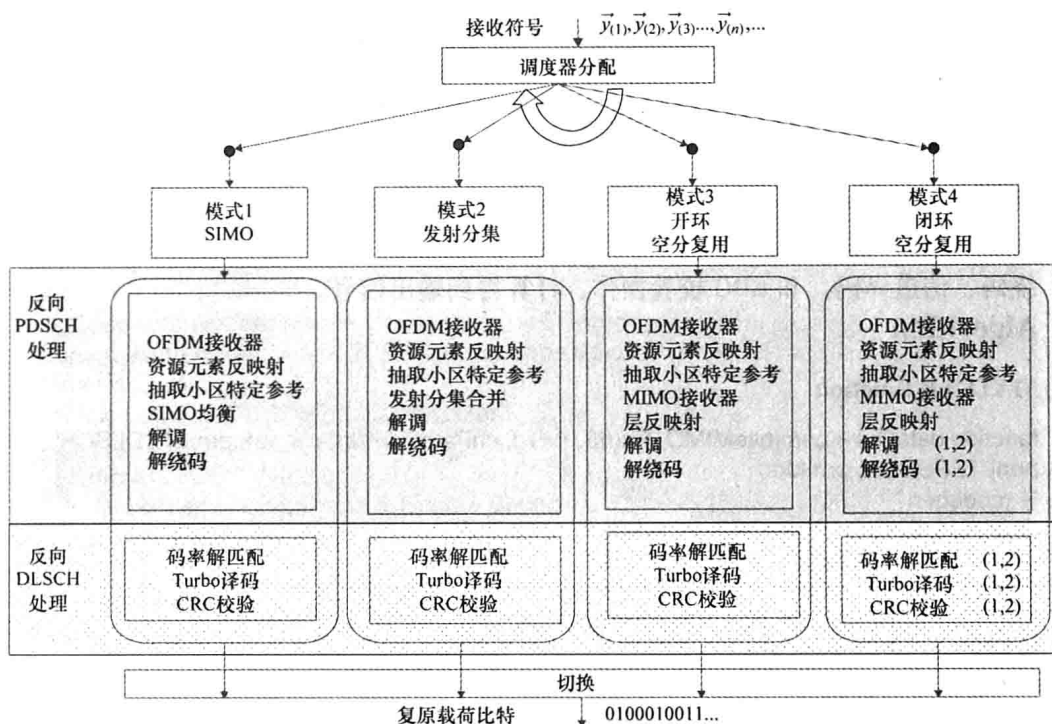 接收符号 y⃗(1),y⃗(2),y⃗(3)...,y⃗(n),...
调度器分配
模式1
SIMO
模式2
发射分集
模式3
开环
空分复用
模式4
闭环
空分复用
反向
PDSCH
处理
OFDM接收器
资源元素反映射
抽取小区特定参考
SIMO均衡
解调
解绕码
OFDM接收器
资源元素反映射
抽取小区特定参考
发射分集合并
解调
解绕码
OFDM接收器
资源元素反映射
抽取小区特定参考
MIMO接收器
层反映射
解调
解绕码
OFDM接收器
资源元素反映射
抽取小区特定参考
MIMO接收器
层反映射
解调 (1,2)
解绕码 (1,2)
反向
DLSCH
处理
码率解匹配
Turbo译码
CRC校验
码率解匹配
Turbo译码
CRC校验
码率解匹配
Turbo译码
CRC校验
码率解匹配 (1,2)
Turbo译码 (1,2)
CRC校验 (1,2)
切换
复原载荷比特 0100010011...